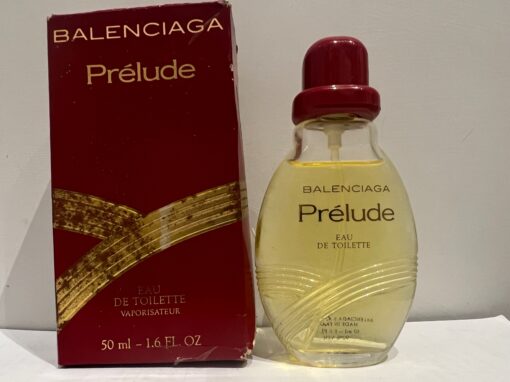 BALENCIAGA
Prélude
EAU
DE TOILETTE
VAPORISATEUR
50 ml – 1.6 FL. OZ
BALENCIAGA
Prélude
EAU
DE TOILETTE